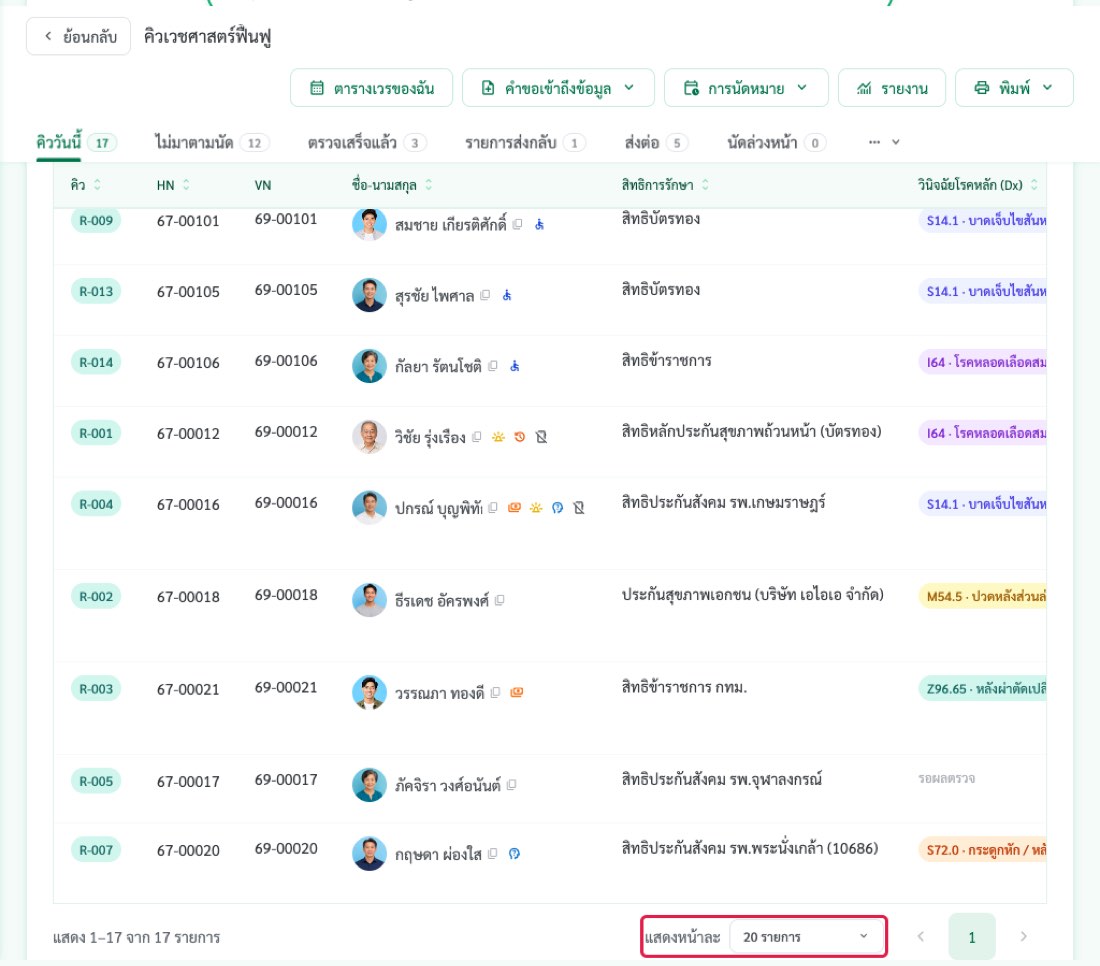 ย้อนกลับ คิวเวชศาสตร์ฟื้นฟู
ตารางเวรของฉัน คำขอเข้าถึงข้อมูล การนัดหมาย รายงาน พิมพ์
คิววันนี้ 17 ไม่มาตามนัด 12 ตรวจเสร็จแล้ว 3 รายการส่งกลับ 1 ส่งต่อ 5 นัดล่วงหน้า 0 ...
คิว HN VN ชื่อ-นามสกุล สิทธิการรักษา วินิจฉัยโรคหลัก (Dx)
R-009 67-00101 69-00101 สมชาย เกียรติศักดิ์ สิทธิบัตรทอง S14.1 · บาดเจ็บไขสันห
R-013 67-00105 69-00105 สุรชัย ไพศาล สิทธิบัตรทอง S14.1 · บาดเจ็บไขสันห
R-014 67-00106 69-00106 กัลยา รัตนโชติ สิทธิข้าราชการ I64 · โรคหลอดเลือดสม
R-001 67-00012 69-00012 วิชัย รุ่งเรือง สิทธิหลักประกันสุขภาพถ้วนหน้า (บัตรทอง) I64 · โรคหลอดเลือดสม
R-004 67-00016 69-00016 ปกรณ์ บุญพิทั สิทธิประกันสังคม รพ.เกษมราษฎร์ S14.1 · บาดเจ็บไขสันห
R-002 67-00018 69-00018 ธีรเดช อัครพงศ์ ประกันสุขภาพเอกชน (บริษัท เอไอเอ จำกัด) M54.5 · ปวดหลังส่วนล่
R-003 67-00021 69-00021 วรรณภา ทองดี สิทธิข้าราชการ กทม. Z96.65 · หลังผ่าตัดเปลี่
R-005 67-00017 69-00017 ภัคจิรา วงศ์อนันต์ สิทธิประกันสังคม รพ.จุฬาลงกรณ์ รอผลตรวจ
R-007 67-00020 69-00020 กฤษดา ผ่องใส สิทธิประกันสังคม รพ.พระนั่งเกล้า (10686) S72.0 · กระดูกหัก / หลั
แสดง 1–17 จาก 17 รายการ แสดงหน้าละ 20 รายการ 1